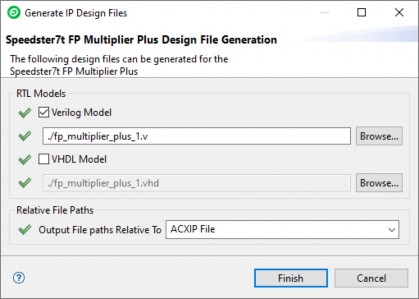 Generate IP Design Files
Speedster7t FP Multiplier Plus Design File Generation
The following design files can be generated for the
Speedster7t FP Multiplier Plus
RTL Models
Verilog Model
./fp_multiplier_plus_1.v
Browse...
VHDL Model
./fp_multiplier_plus_1.vhd
Browse...
Relative File Paths
Output File paths Relative To
ACXIP File
?
Finish
Cancel